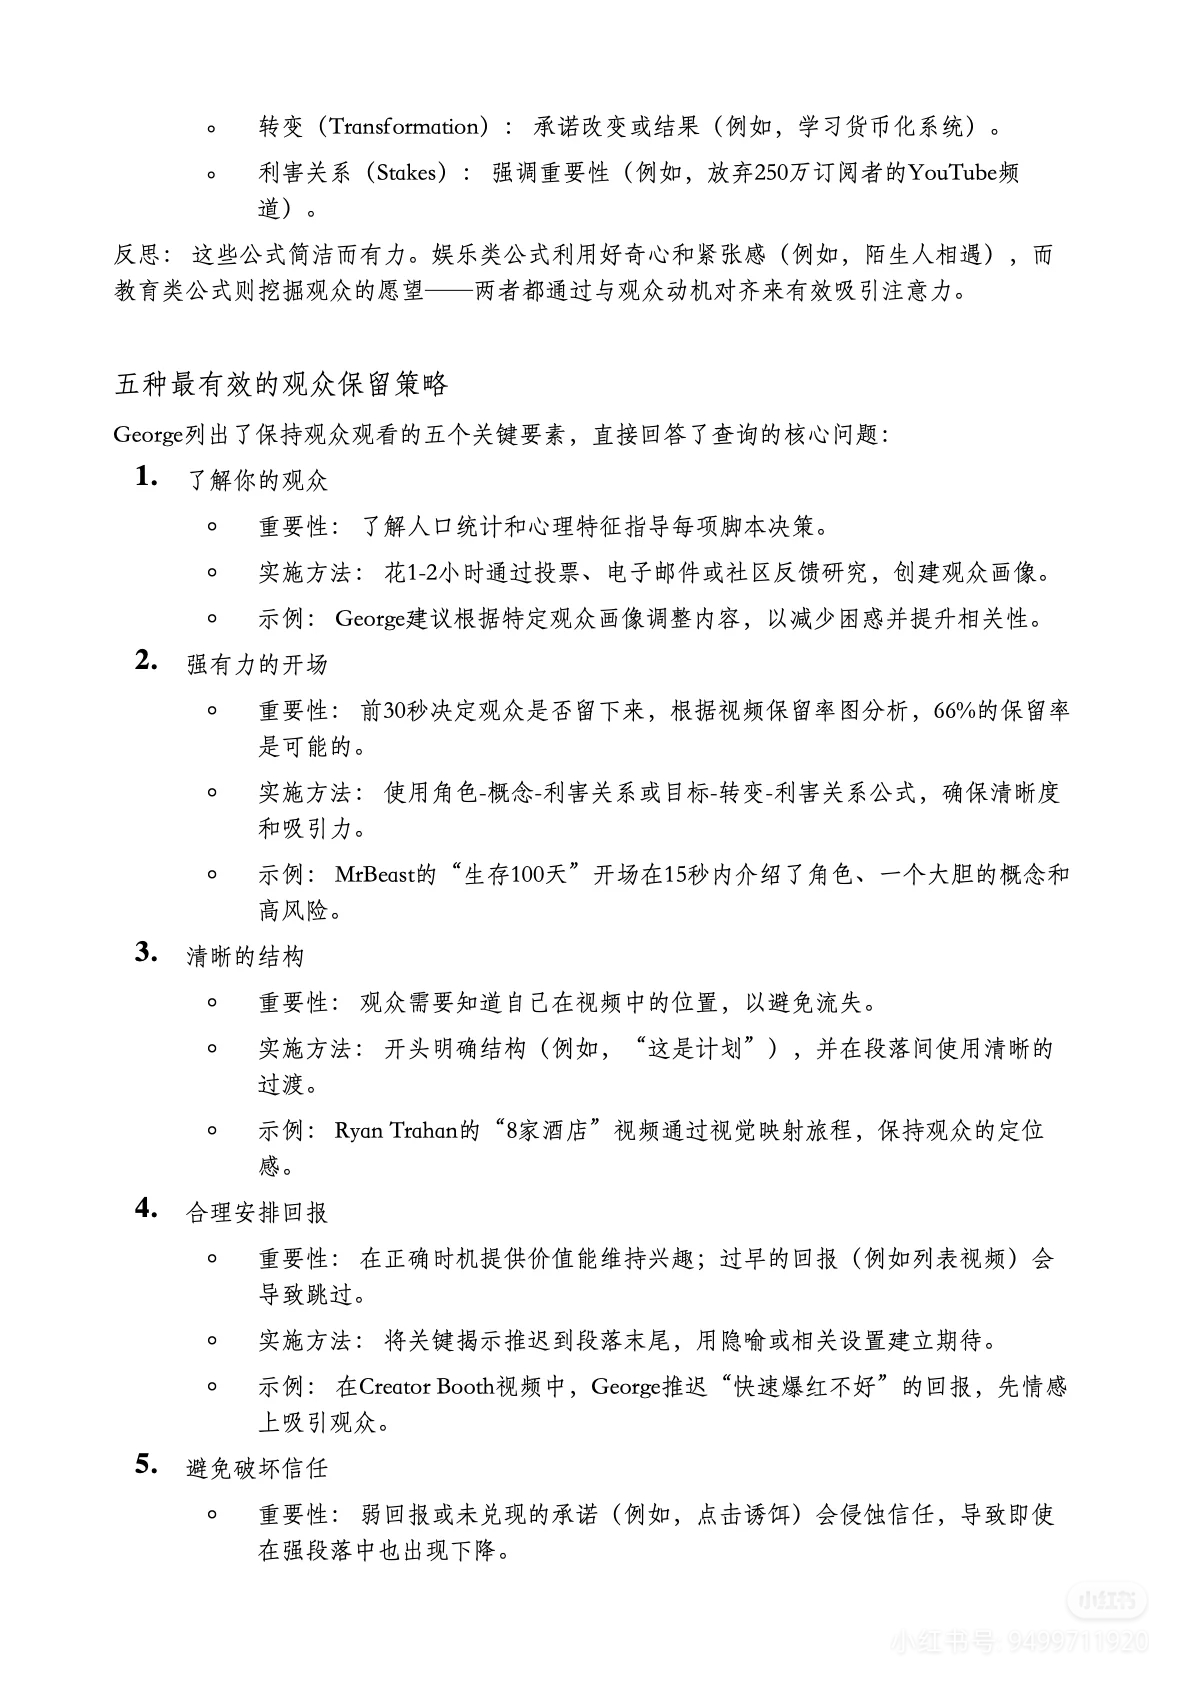 转变（Transformation）： 承诺改变或结果（例如，学习货币化系统）。
利害关系（Stakes）： 强调重要性（例如，放弃250万订阅者的YouTube频
道）。
反思： 这些公式简洁而有力。娱乐类公式利用好奇心和紧张感（例如，陌生人相遇），而
教育类公式则挖掘观众的愿望——两者都通过与观众动机对齐来有效吸引注意力。
五种最有效的观众保留策略
George列出了保持观众观看的五个关键要素，直接回答了查询的核心问题：
1. 了解你的观众
重要性： 了解人口统计和心理特征指导每项脚本决策。
实施方法： 花1-2小时通过投票、电子邮件或社区反馈研究，创建观众画像。
示例： George建议根据特定观众画像调整内容，以减少困惑并提升相关性。
2. 强有力的开场
重要性： 前30秒决定观众是否留下来，根据视频保留率图分析，66%的保留率
是可能的。
实施方法： 使用角色-概念-利害关系或目标-转变-利害关系公式，确保清晰度
和吸引力。
示例： MrBeast的“生存100天”开场在15秒内介绍了角色、一个大胆的概念和
高风险。
3. 清晰的结构
重要性： 观众需要知道自己在视频中的位置，以避免流失。
实施方法： 开头明确结构（例如，“这是计划”），并在段落间使用清晰的
过渡。
示例： Ryan Trahan的“8家酒店”视频通过视觉映射旅程，保持观众的定位
感。
4. 合理安排回报
重要性： 在正确时机提供价值能维持兴趣；过早的回报（例如列表视频）会
导致跳过。
实施方法： 将关键揭示推迟到段落末尾，用隐喻或相关设置建立期待。
示例： 在Creator Booth视频中，George推迟“快速爆红不好”的回报，先情感
上吸引观众。
5. 避免破坏信任
重要性： 弱回报或未兑现的承诺（例如，点击诱饵）会侵蚀信任，导致即使
在强段落中也出现下降。
小红书
小红书号: 9499711920